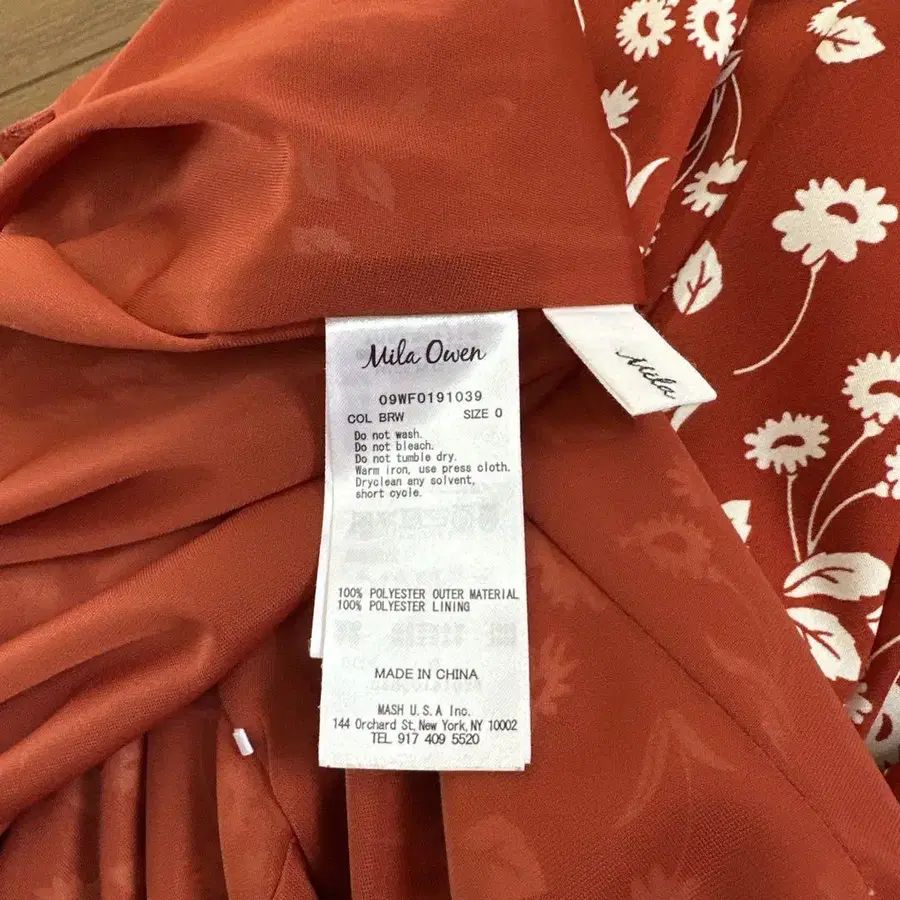 Mila Owen
09WF0191039
COL BRW SIZE 0
Do not wash.
Do not bleach.
Do not tumble dry.
Warm iron, use press cloth.
Dryclean any solvent,
short cycle.
100% POLYESTER OUTER MATERIAL
100% POLYESTER LINING
MADE IN CHINA
MASH U.S.A Inc.
144 Orchard St, New York, NY 10002
TEL 917 409 5520
Mila